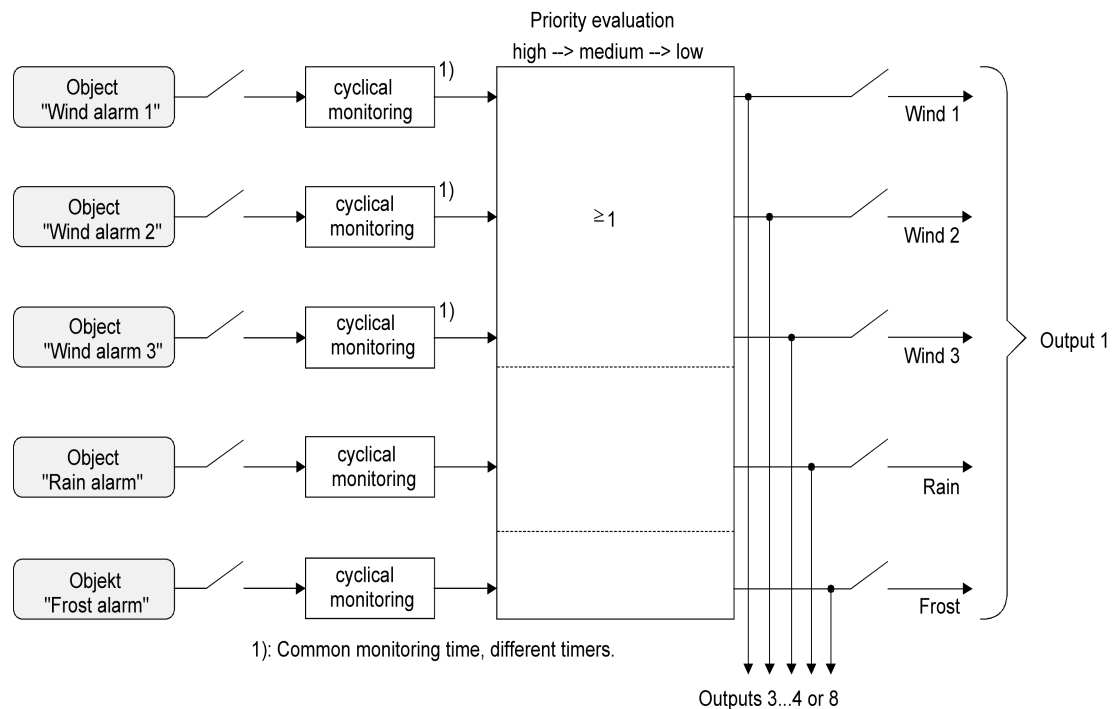 Priority evaluation
high --> medium --> low
Object
"Wind alarm 1"
cyclical
monitoring
1)
Wind 1
Object
"Wind alarm 2"
cyclical
monitoring
1)
≥1
Wind 2
Object
"Wind alarm 3"
cyclical
monitoring
1)
Wind 3
Output 1
Object
"Rain alarm"
cyclical
monitoring
Rain
Objekt
"Frost alarm"
cyclical
monitoring
Frost
1): Common monitoring time, different timers.
Outputs 3...4 or 8